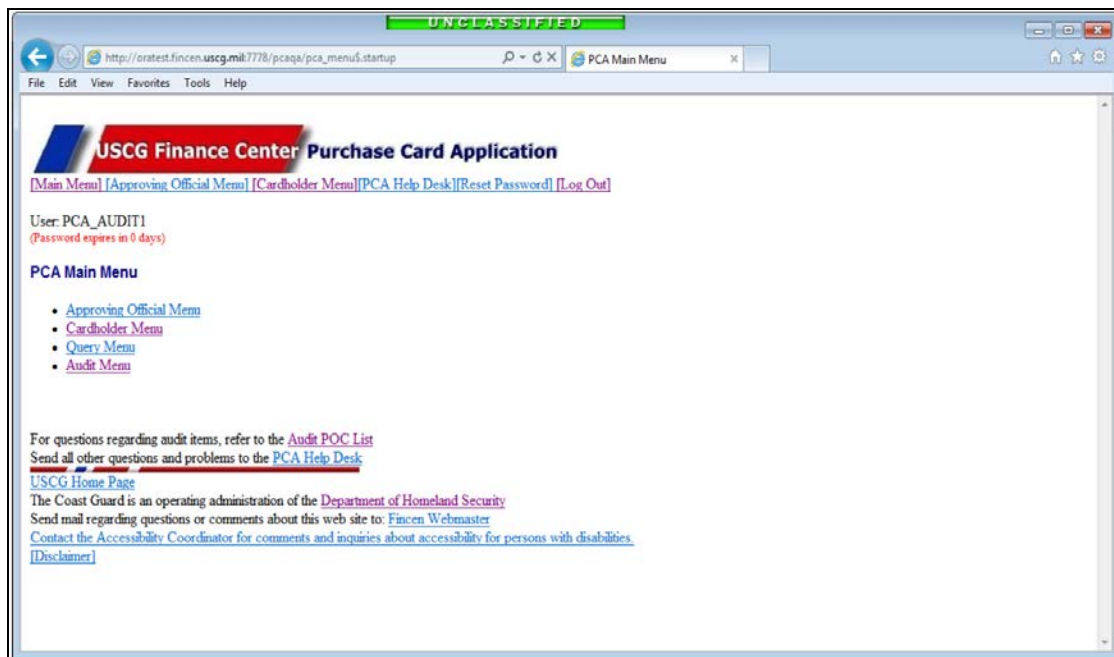 UNCLASSIFIED
http://oratest.fincen.uscg.mil:7778/pcaqa/pca_menu$.startup
PCA Main Menu
File Edit View Favorites Tools Help
USCG Finance Center Purchase Card Application
[Main Menu] [Approving Official Menu] [Cardholder Menu][PCA Help Desk][Reset Password] [Log Out]
User: PCA_AUDIT1
(Password expires in 0 days)
PCA Main Menu
Approving Official Menu
Cardholder Menu
Query Menu
Audit Menu
For questions regarding audit items, refer to the Audit POC List
Send all other questions and problems to the PCA Help Desk
USCG Home Page
The Coast Guard is an operating administration of the Department of Homeland Security
Send mail regarding questions or comments about this web site to: Fincen Webmaster
Contact the Accessibility Coordinator for comments and inquiries about accessibility for persons with disabilities.
[Disclaimer]